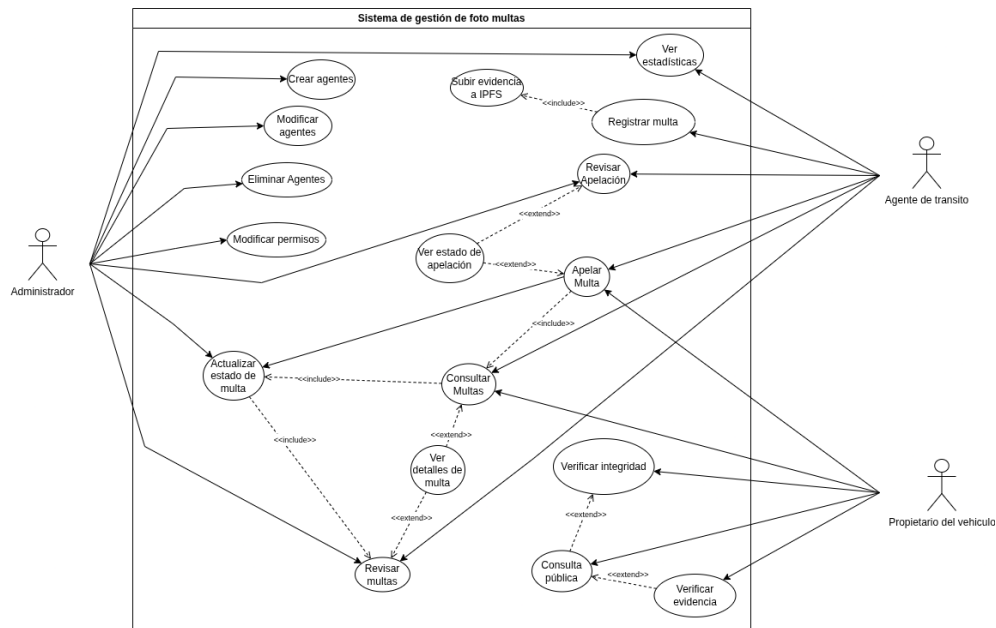 Sistema de gestión de foto multas
Ver
estadísticas
Crear agentes
Subir evidencia
a IPFS
<<include>>
Registrar multa
Modificar
agentes
Revisar
Apelación
Eliminar Agentes
Agente de transito
<<extend>>
Modificar permisos
Ver estado de
apelación
<<extend>>
Apelar
Multa
Administrador
<<include>>
Actualizar
estado de
multa
<<include>>
Consultar
Multas
<<include>>
<<extend>>
Ver
detalles de
multa
Verificar integridad
<<extend>>
<<extend>>
Propietario del vehiculo
Revisar
multas
Consulta
pública
<<extend>>
Verificar
evidencia